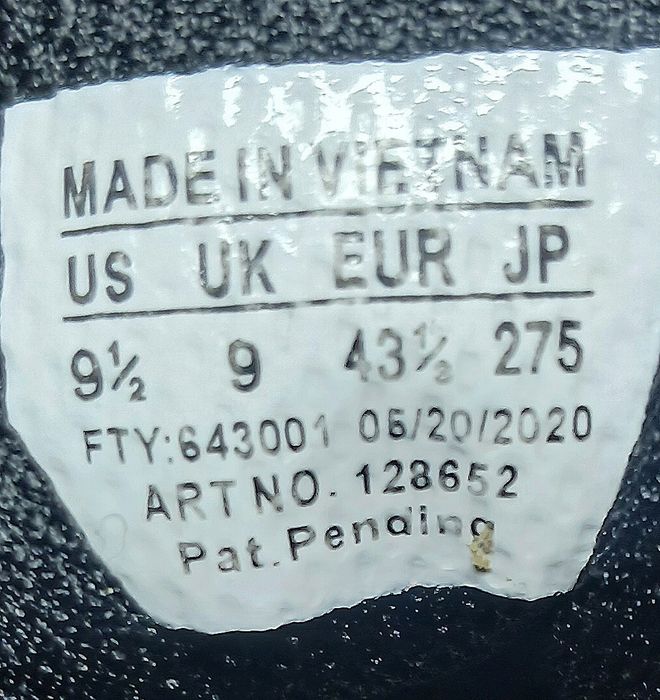 MADE IN VIETNAM
US UK EUR JP
9½ 9 43½ 275
FTY:643001 06/20/2020
ART NO. 128652
Pat. Pending